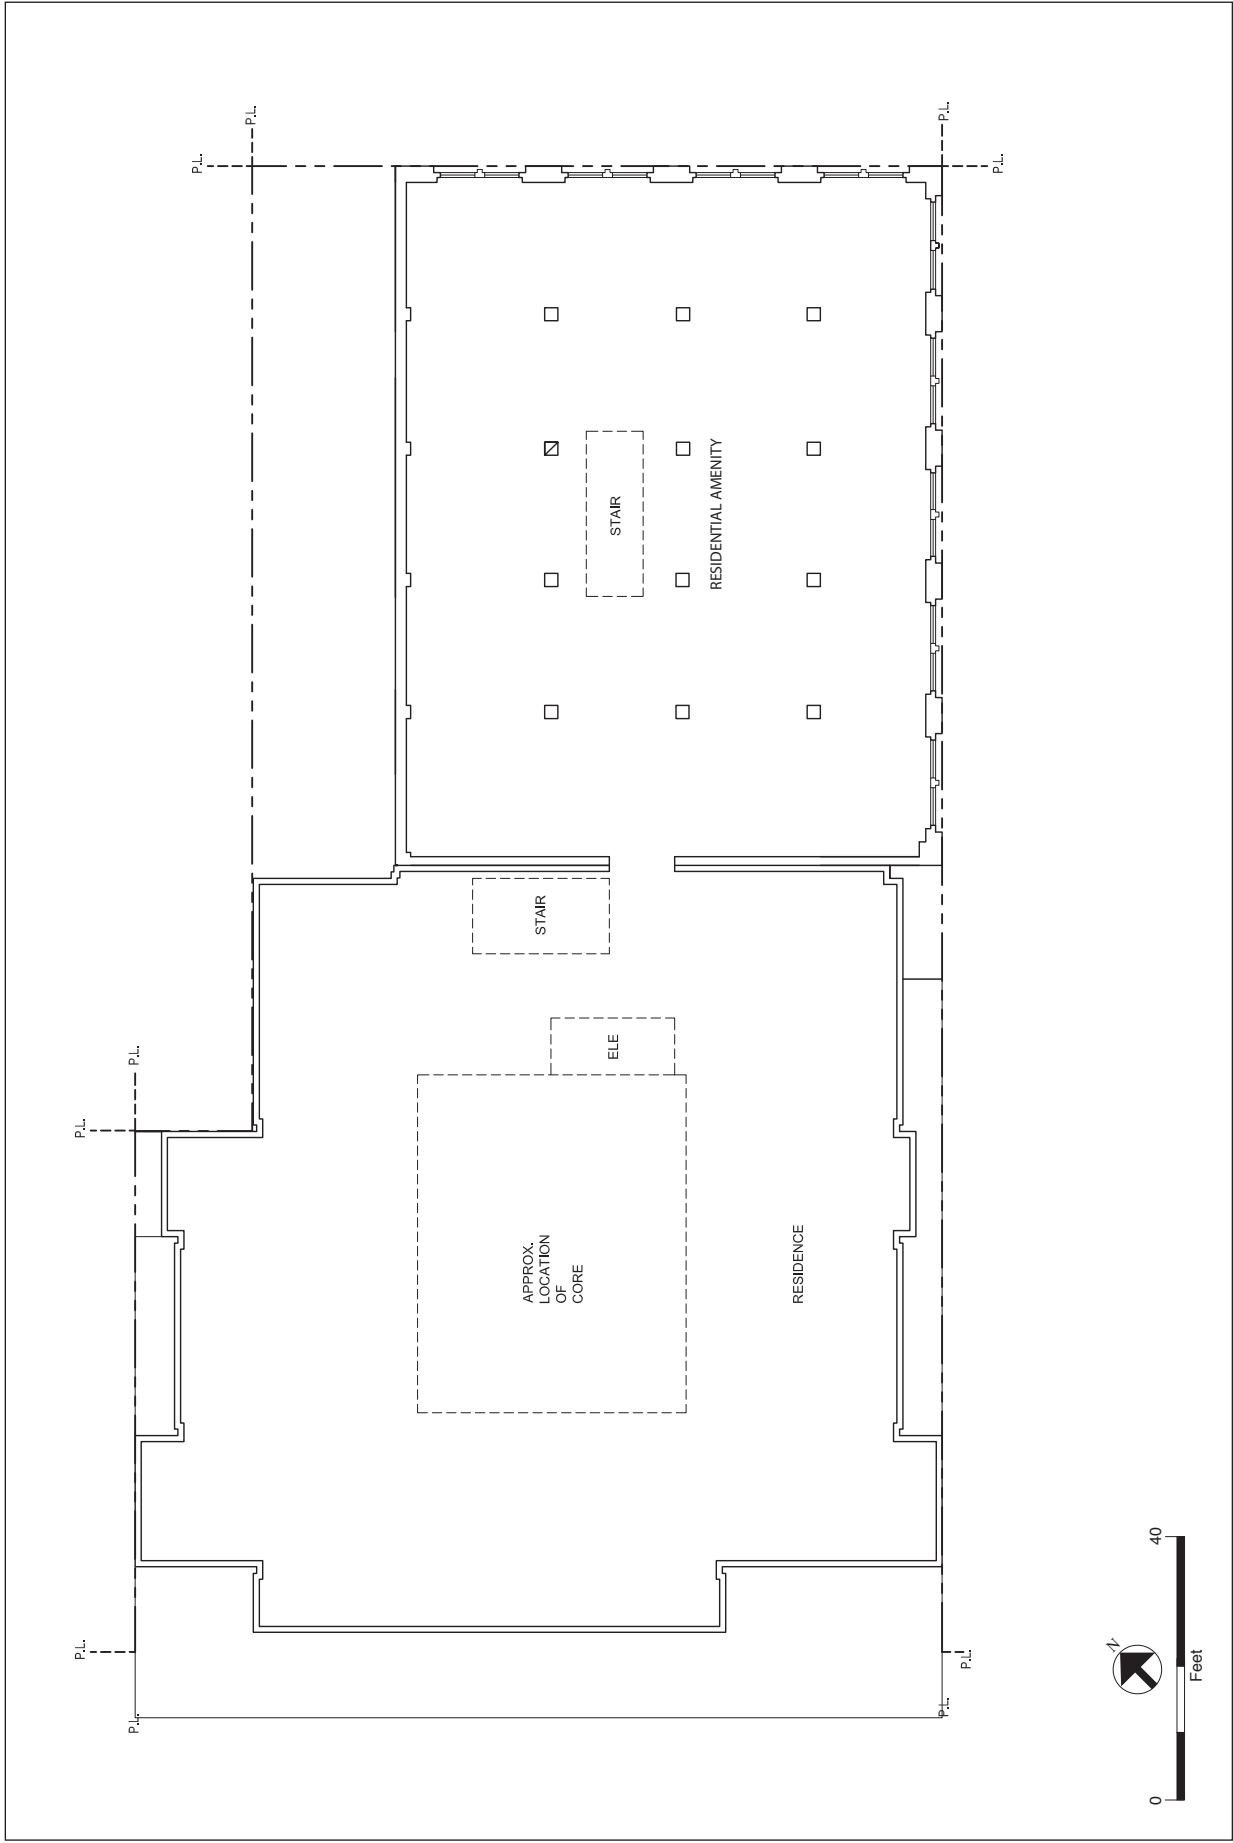 P.L.
P.L.
P.L.
P.L.
STAIR
RESIDENTIAL AMENITY
STAIR
ELE
P.L.
P.L.
APPROX.
LOCATION
OF
CORE
RESIDENCE
P.L.
P.L.
P.L.
P.L.
N
0
40
Feet